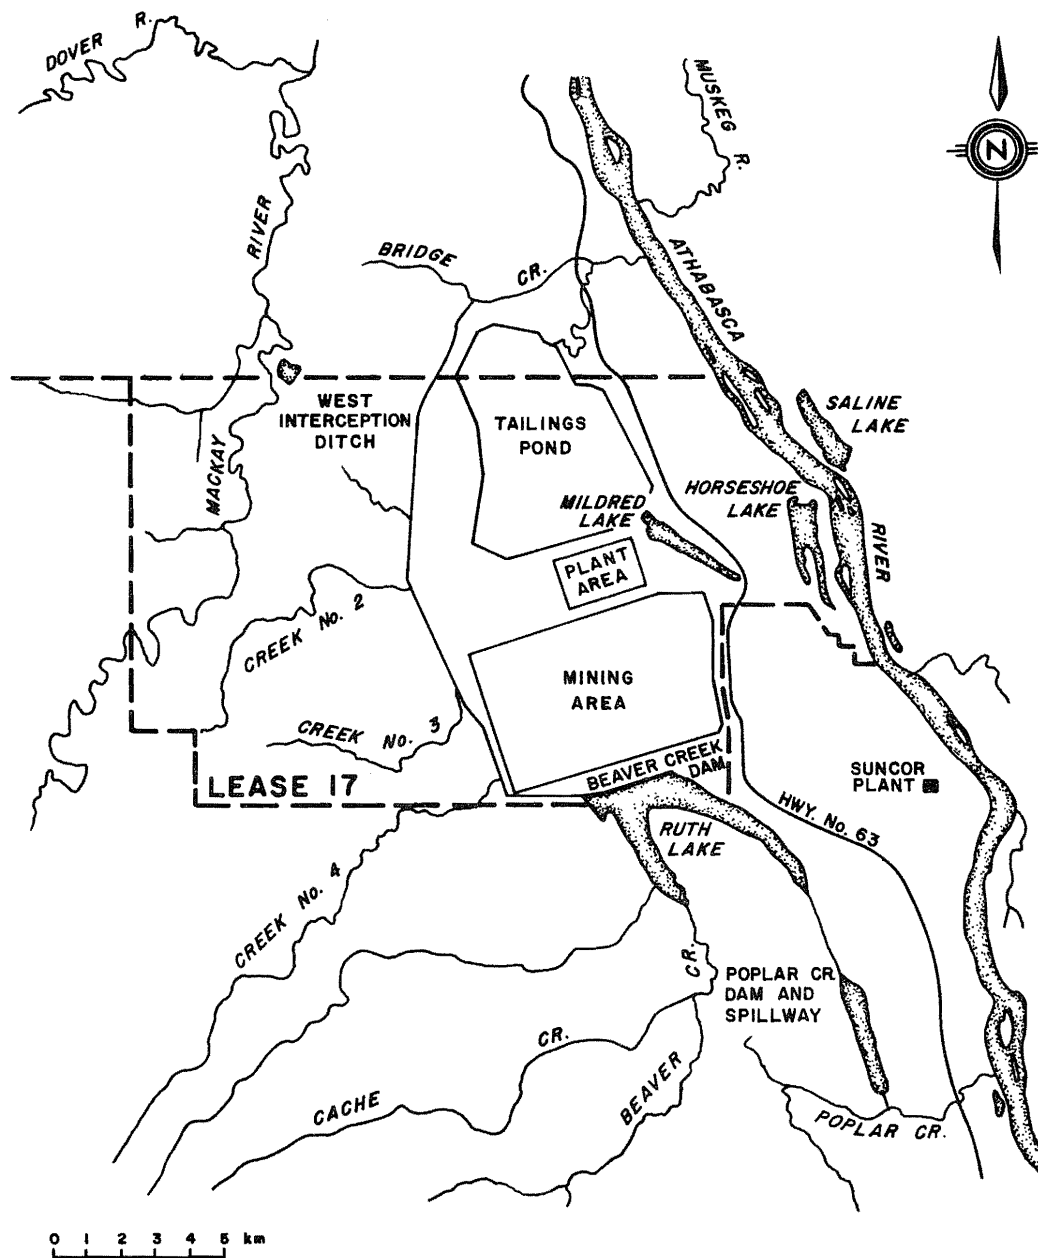 DOVER R.
MUSKEG R.
N
RIVER
BRIDGE CR.
ATHABASCA
WEST
INTERCEPTION
DITCH
TAILINGS
POND
SALINE
LAKE
MACKAY
MILDRED
LAKE
HORSESHOE
LAKE
RIVER
PLANT
AREA
CREEK No. 2
MINING
AREA
CREEK No. 3
LEASE 17
BEAVER CREEK
DAM
SUNCOR
PLANT
HWY. No. 63
RUTH
LAKE
CREEK No. 4
CR.
POPLAR CR.
DAM AND
SPILLWAY
CACHE CR.
BEAVER
POPLAR CR.
0 1 2 3 4 5 km